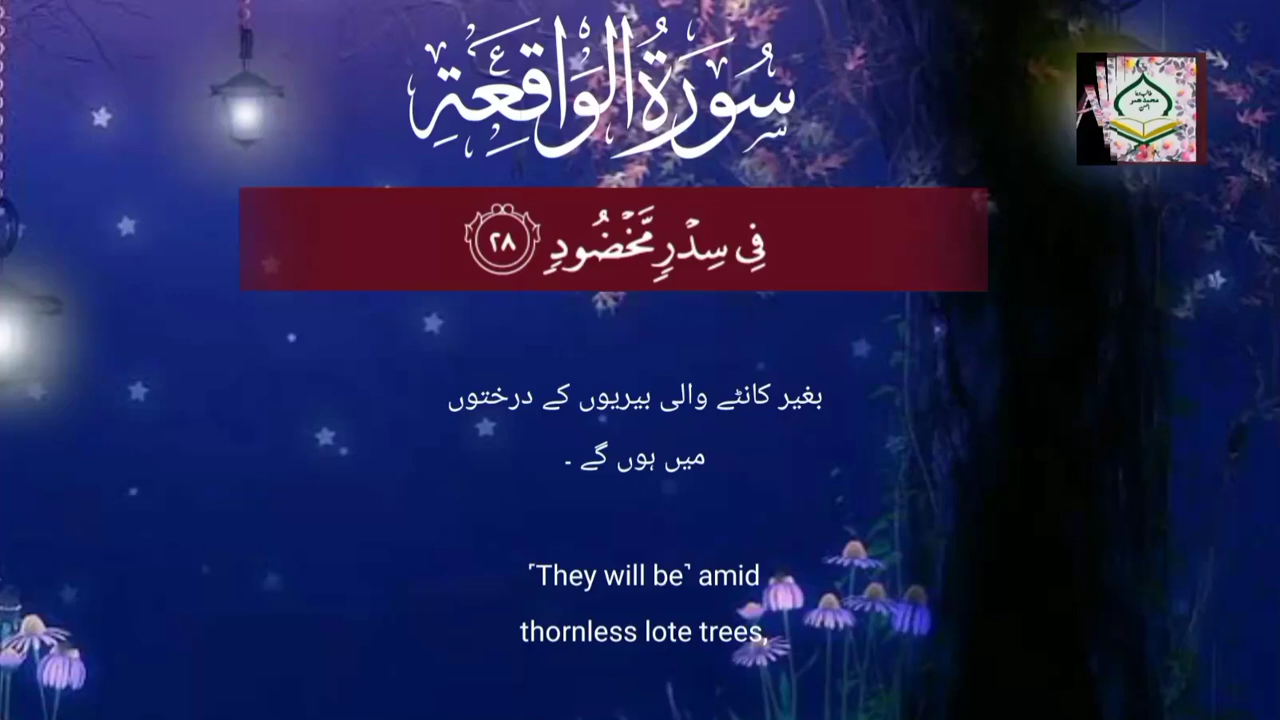 سُورَةُ الْوَاقِعَةِ
فِي سِدْرٍ مَّخْضُودٍ ٢٨
بغیر کانٹے والی بیریوں کے درختوں
میں ہوں گے ۔
˹They will be˺ amid
thornless lote trees,